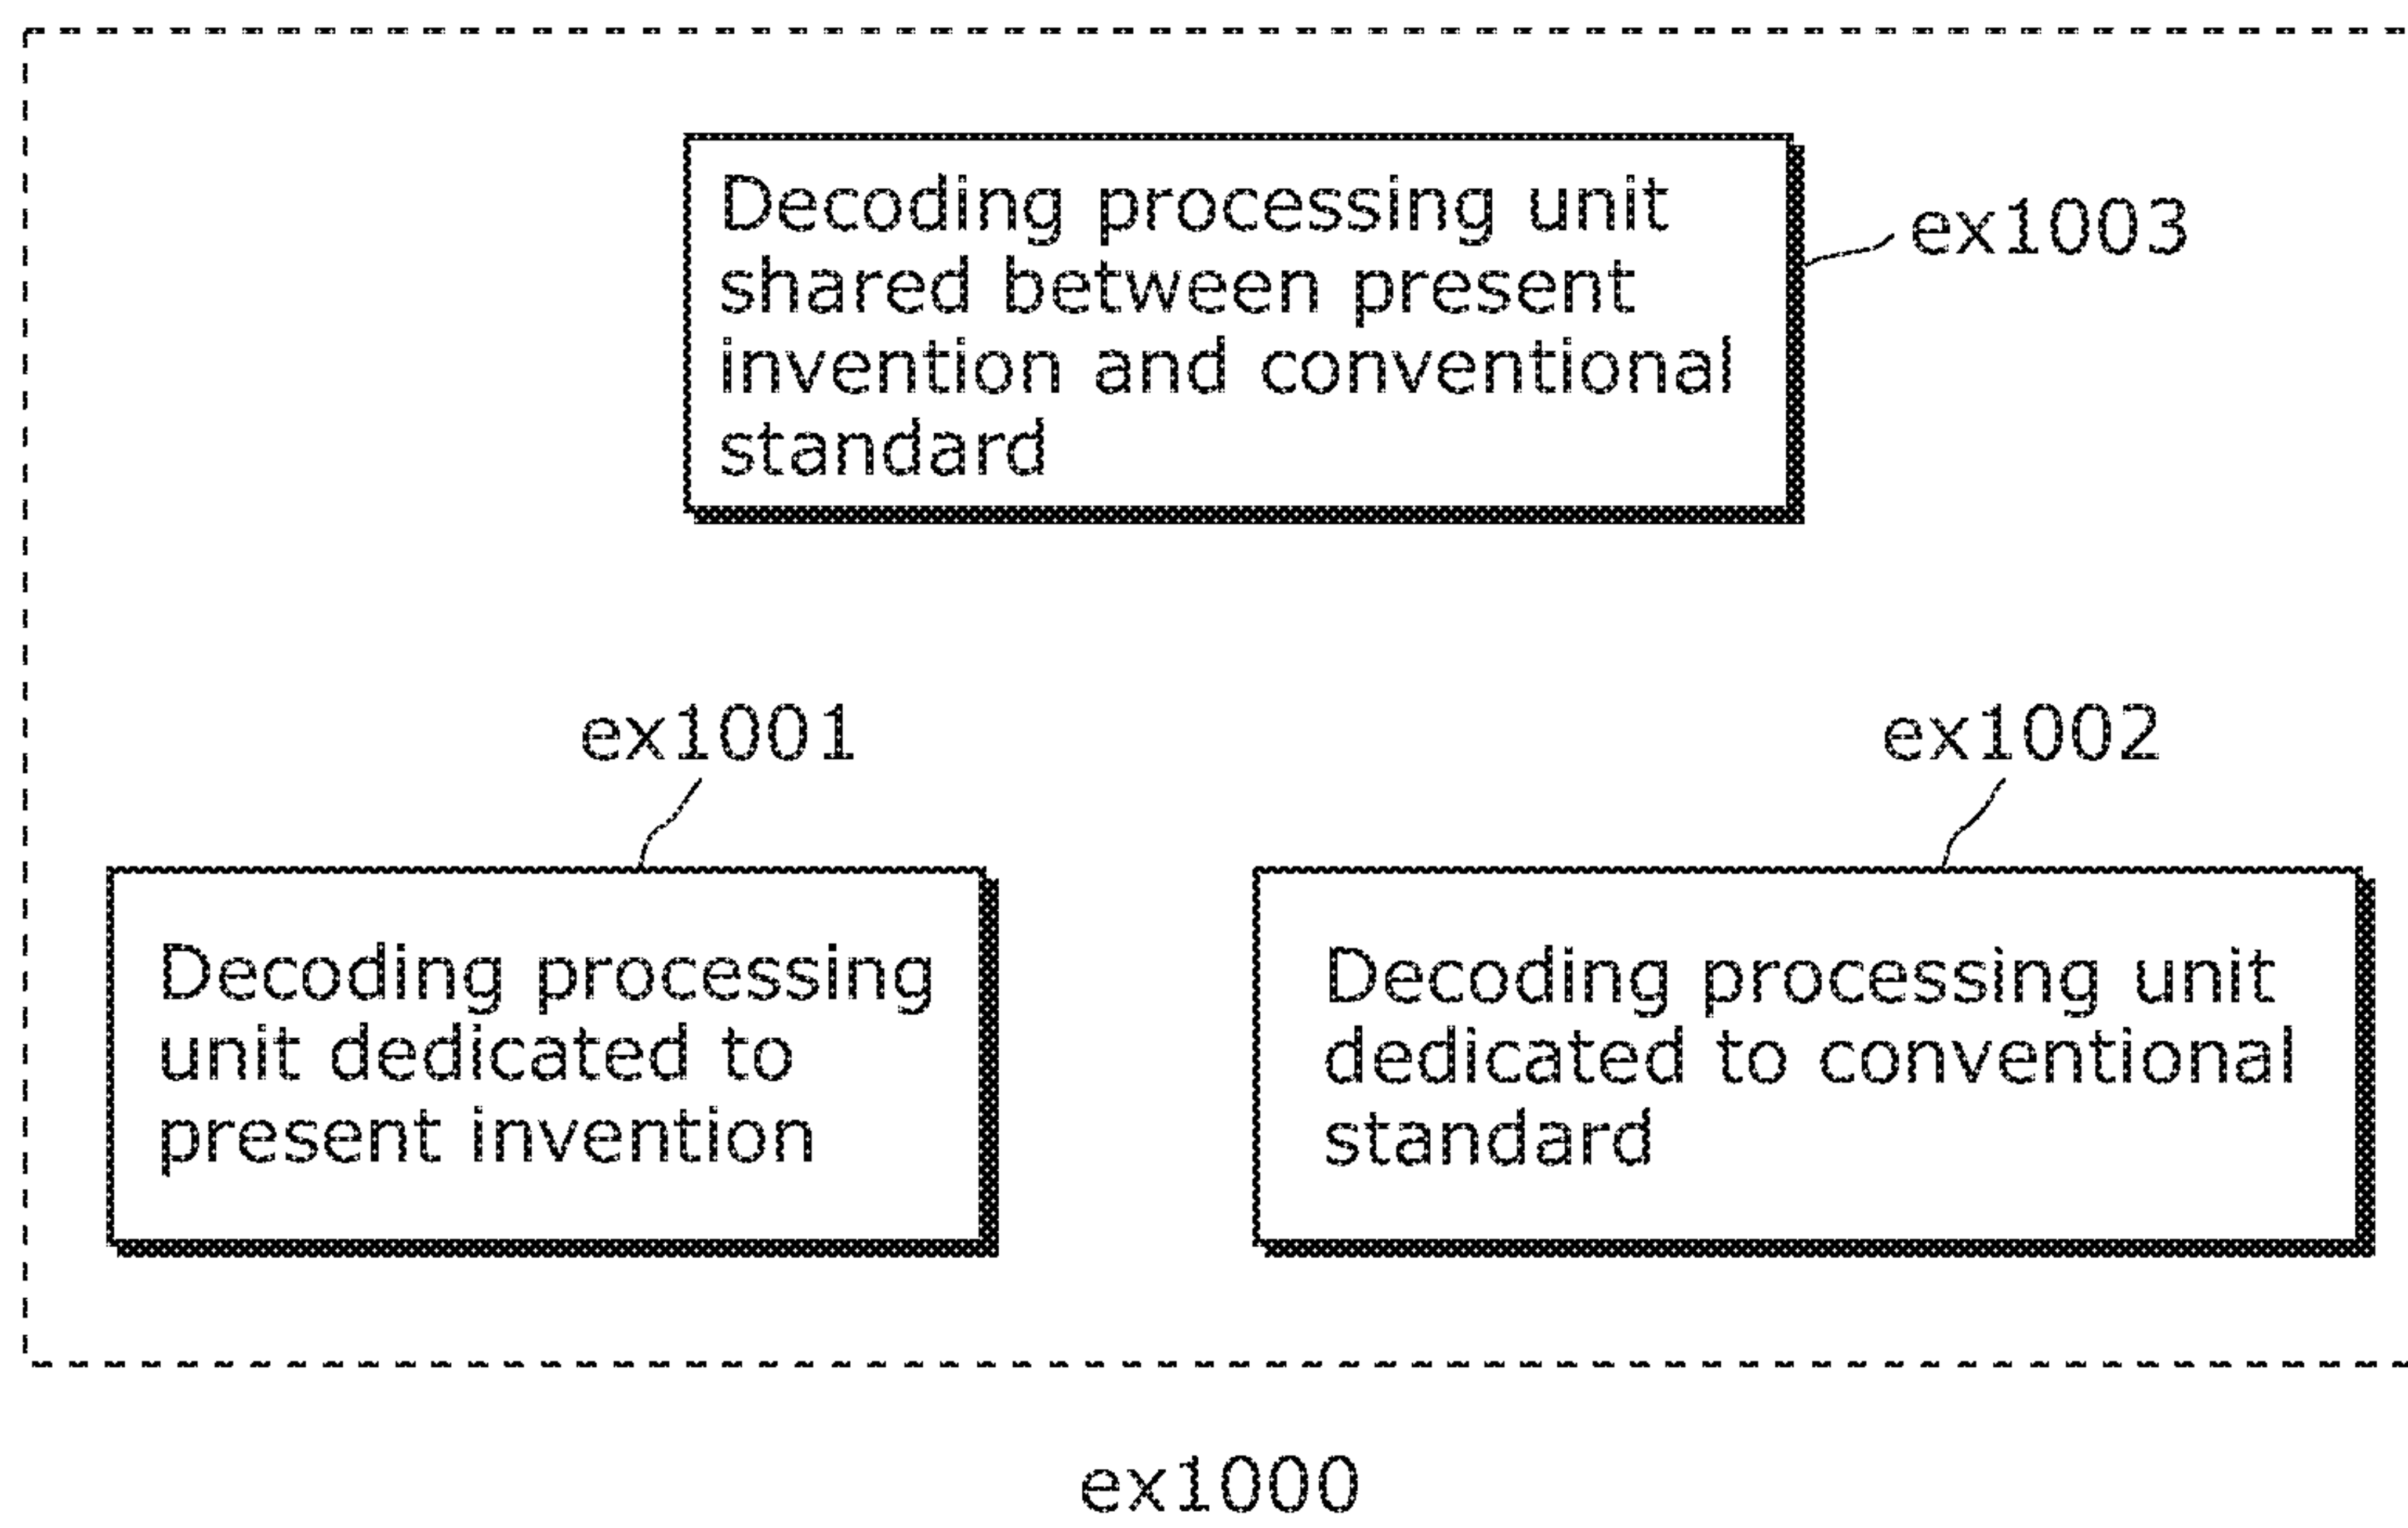 Decoding processing unit
shared between present
invention and conventional
standard
ex1003
ex1001
ex1002
Decoding processing
unit dedicated to
present invention
Decoding processing unit
dedicated to conventional
standard
ex1000